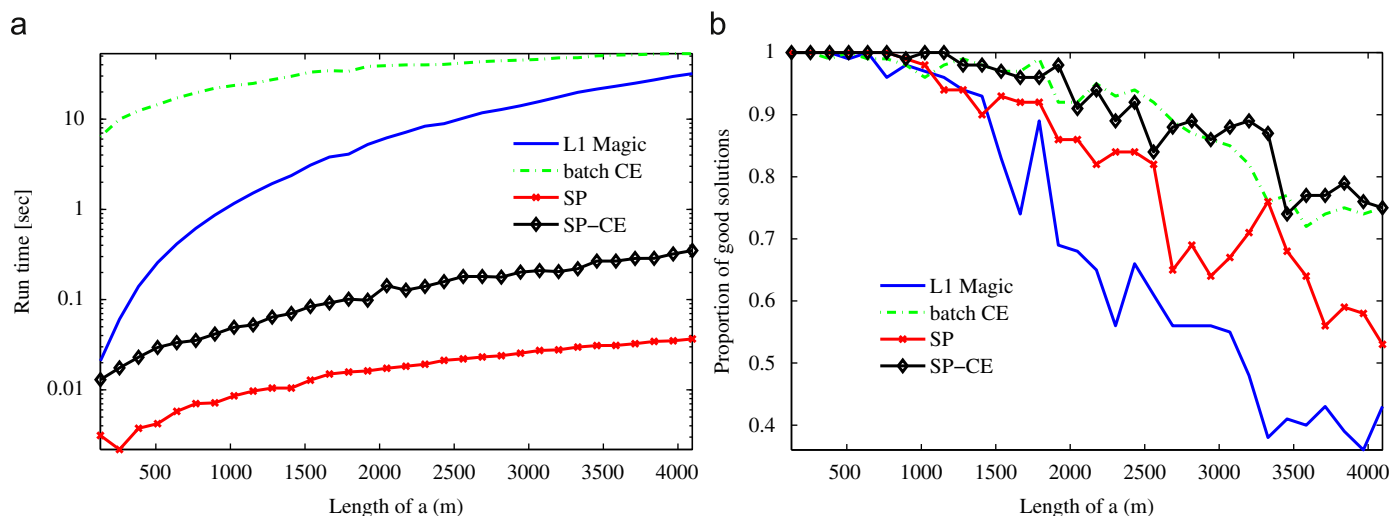 a
10
1
0.1
0.01
Run time [sec]
L1 Magic
batch CE
SP
SP−CE
500 1000 1500 2000 2500 3000 3500 4000
Length of a (m)
b
1
0.9
0.8
0.7
0.6
0.5
0.4
Proportion of good solutions
L1 Magic
batch CE
SP
SP−CE
500 1000 1500 2000 2500 3000 3500 4000
Length of a (m)